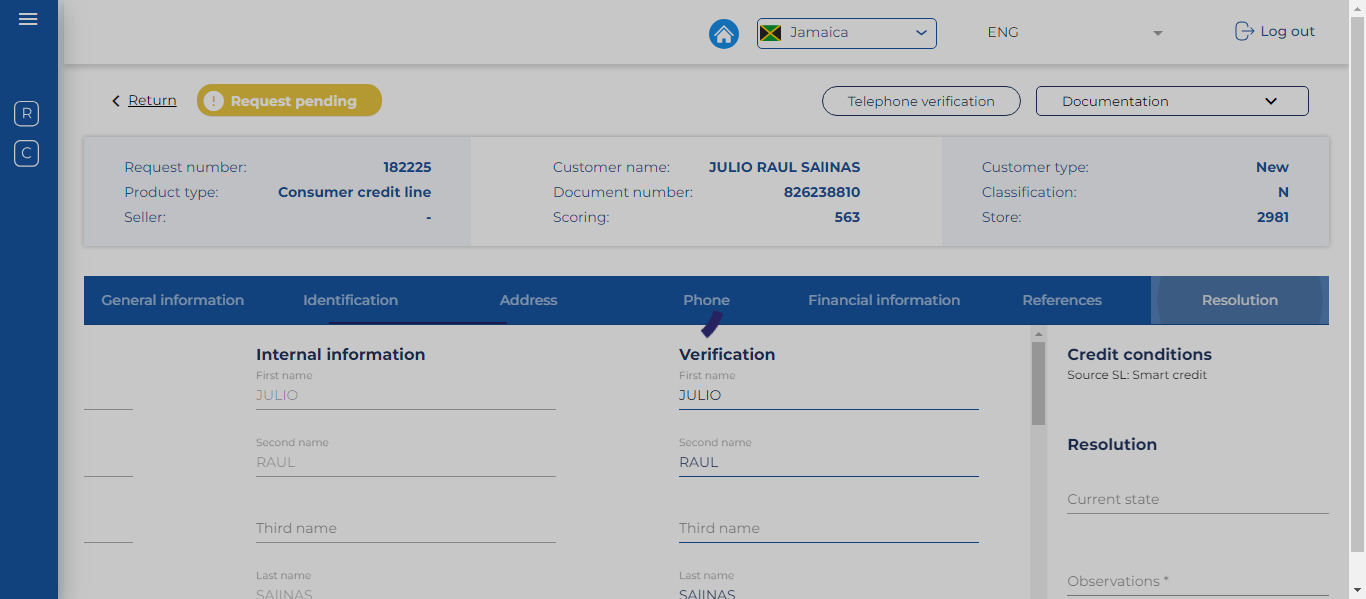 Jamaica
ENG
Log out
R
C
Return
! Request pending
Telephone verification
Documentation
Request number: 182225
Product type: Consumer credit line
Seller: -
Customer name: JULIO RAUL SAIINAS
Document number: 826238810
Scoring: 563
Customer type: New
Classification: N
Store: 2981
General information Identification Address Phone Financial information References Resolution
Internal information
First name
JULIO
Second name
RAUL
Third name
Last name
SAIINAS
Verification
First name
JULIO
Second name
RAUL
Third name
Last name
SAIINAS
Credit conditions
Source SL: Smart credit
Resolution
Current state
Observations *